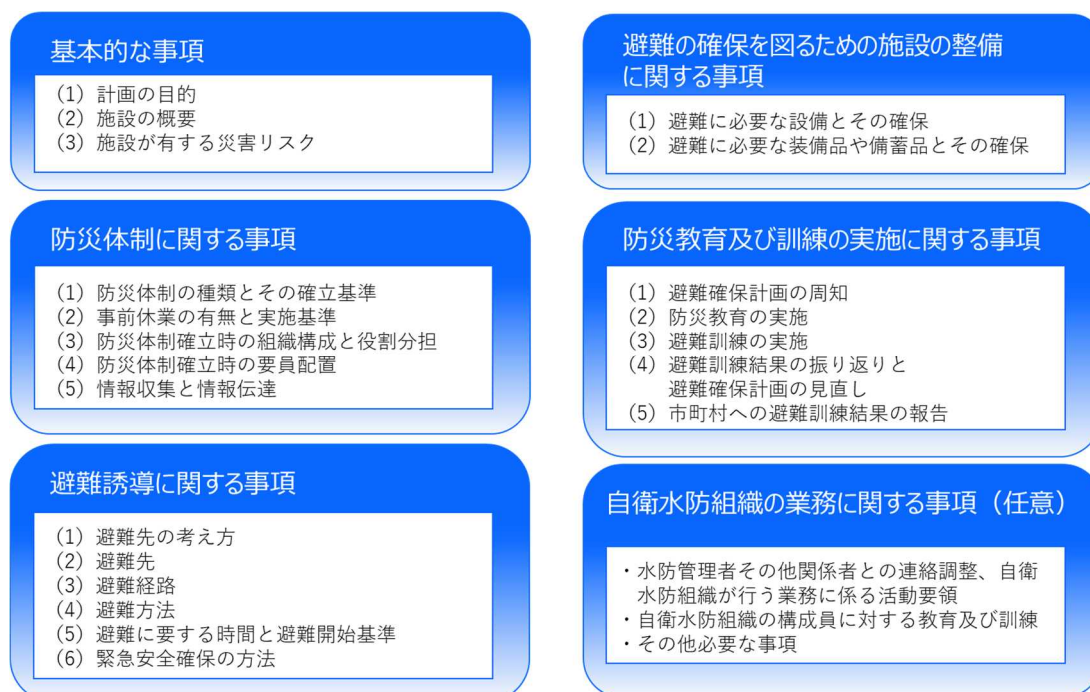 基本的な事項
(1) 計画の目的
(2) 施設の概要
(3) 施設が有する災害リスク
防災体制に関する事項
(1) 防災体制の種類とその確立基準
(2) 事前休業の有無と実施基準
(3) 防災体制確立時の組織構成と役割分担
(4) 防災体制確立時の要員配置
(5) 情報収集と情報伝達
避難誘導に関する事項
(1) 避難先の考え方
(2) 避難先
(3) 避難経路
(4) 避難方法
(5) 避難に要する時間と避難開始基準
(6) 緊急安全確保の方法
避難の確保を図るための施設の整備
に関する事項
(1) 避難に必要な設備とその確保
(2) 避難に必要な装備品や備蓄品とその確保
防災教育及び訓練の実施に関する事項
(1) 避難確保計画の周知
(2) 防災教育の実施
(3) 避難訓練の実施
(4) 避難訓練結果の振り返りと
避難確保計画の見直し
(5) 市町村への避難訓練結果の報告
自衛水防組織の業務に関する事項（任意）
・水防管理者その他関係者との連絡調整、自衛
水防組織が行う業務に係る活動要領
・自衛水防組織の構成員に対する教育及び訓練
・その他必要な事項